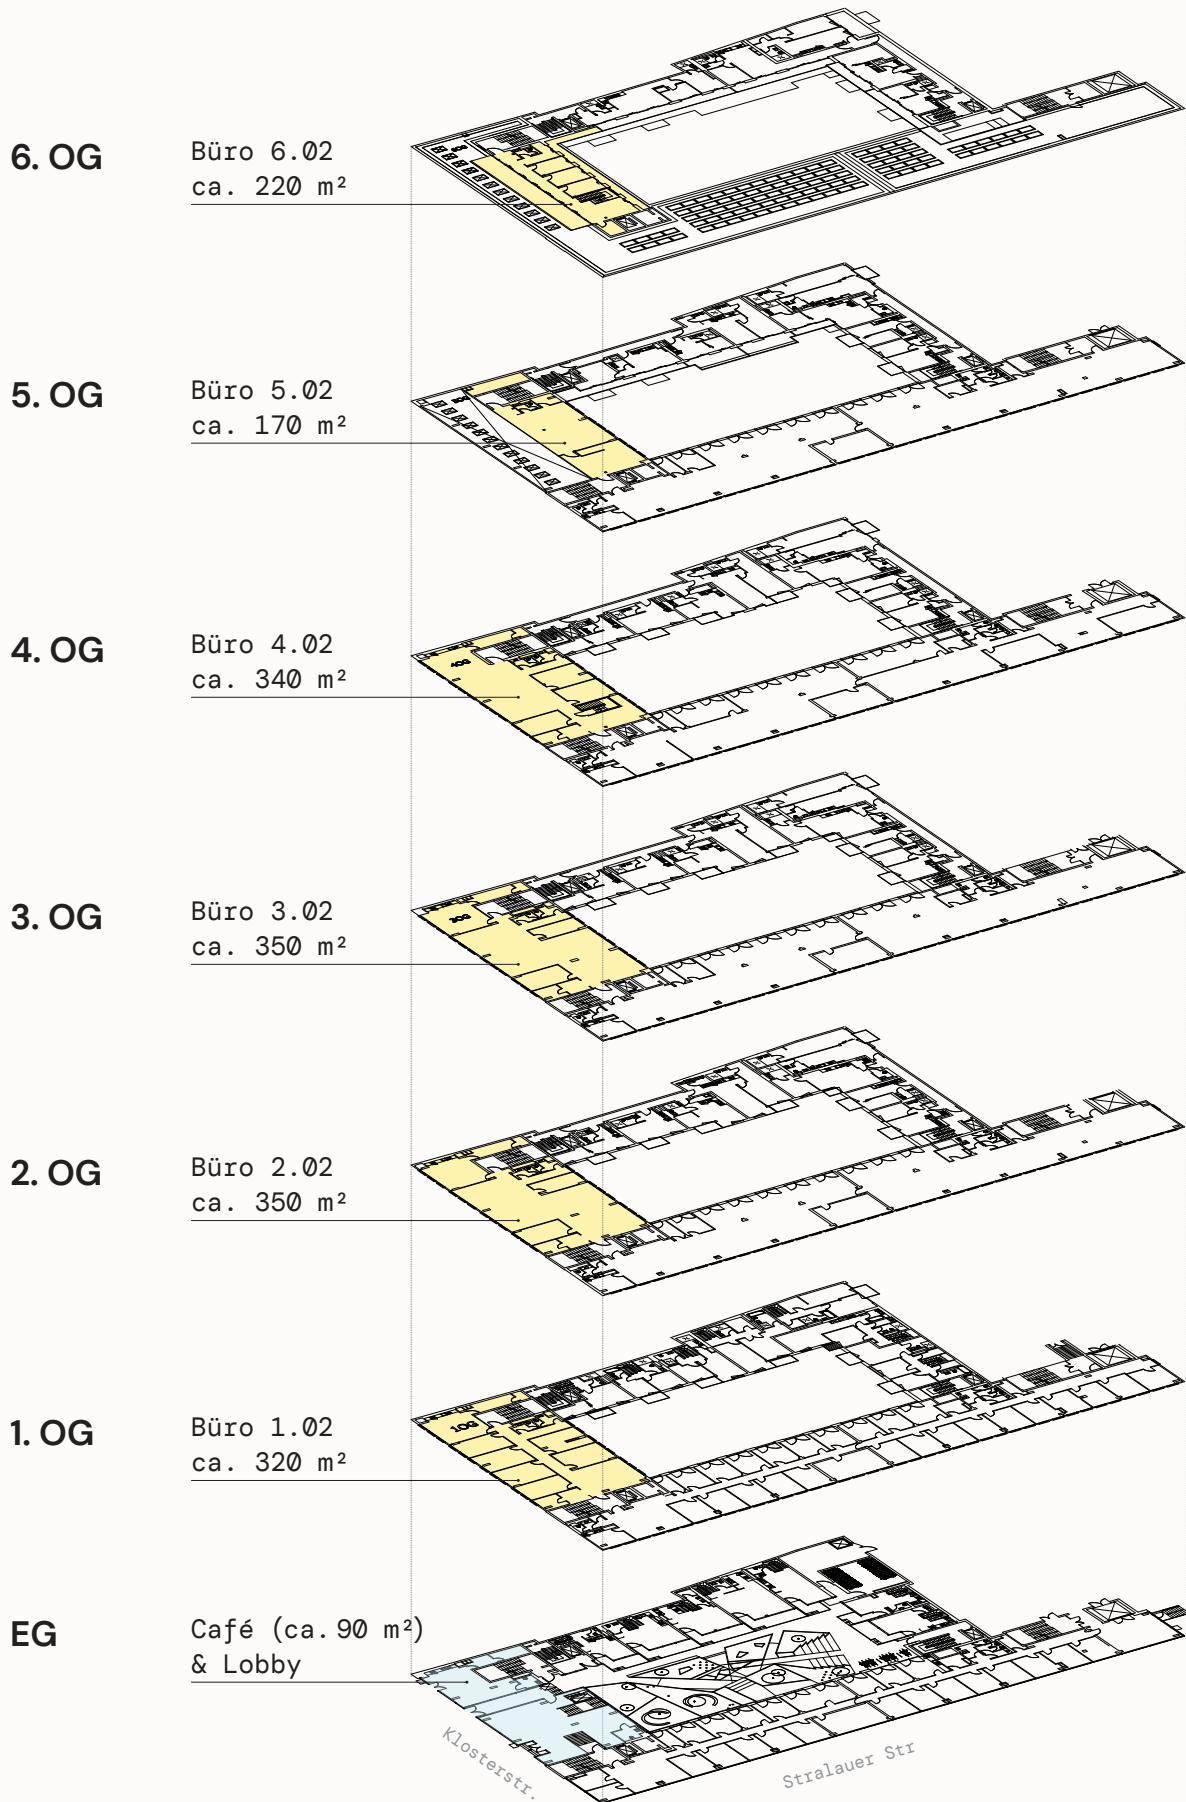 6. OG
Büro 6.02
ca. 220 m²
5. OG
Büro 5.02
ca. 170 m²
4. OG
Büro 4.02
ca. 340 m²
4OG
3. OG
Büro 3.02
ca. 350 m²
3OG
2. OG
Büro 2.02
ca. 350 m²
1. OG
Büro 1.02
ca. 320 m²
1OG
EG
Café (ca. 90 m²)
& Lobby
Klosterstr.
Stralauer Str